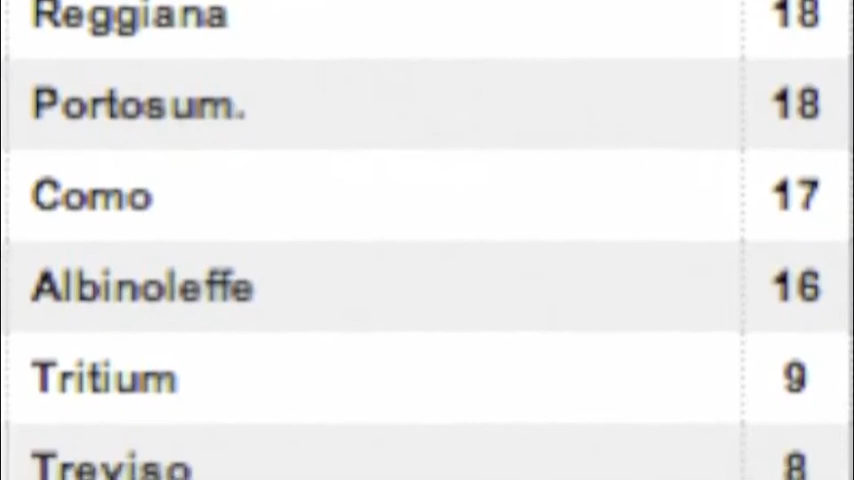 Reggiana 18
Portosum. 18
Como 17
Albinoleffe 16
Tritium 9
Treviso 8